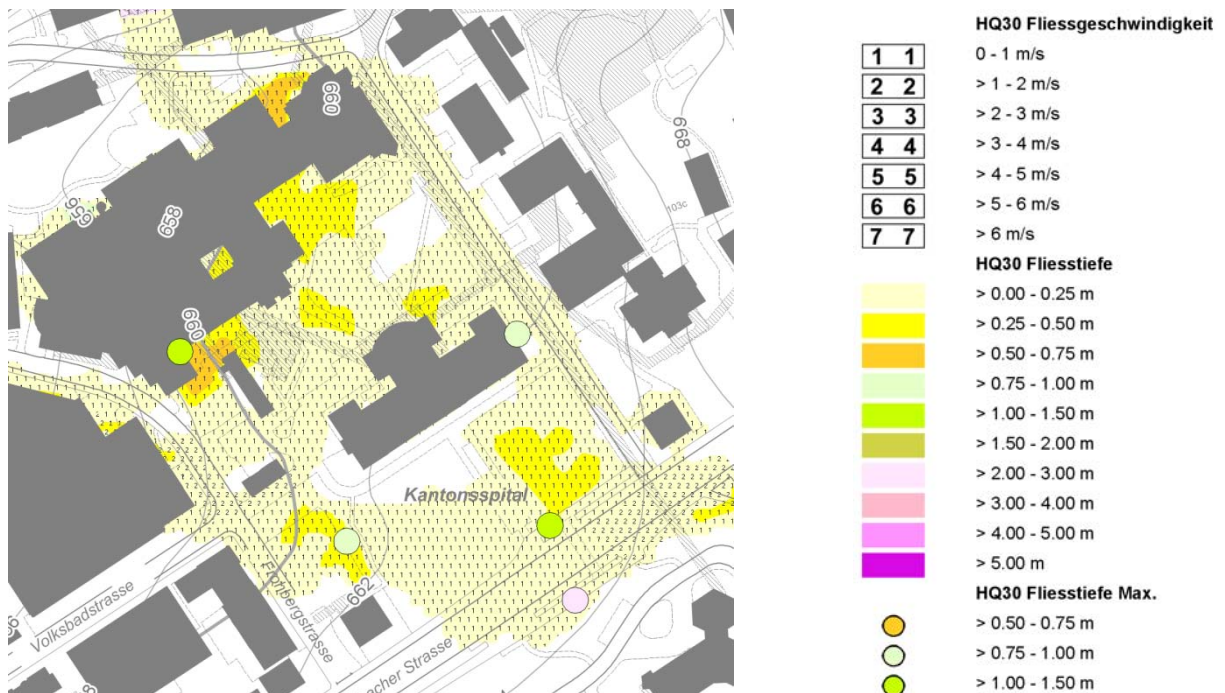 HQ30 Fliessgeschwindigkeit
1 1 0 - 1 m/s
2 2 > 1 - 2 m/s
3 3 > 2 - 3 m/s
4 4 > 3 - 4 m/s
5 5 > 4 - 5 m/s
6 6 > 5 - 6 m/s
7 7 > 6 m/s
HQ30 Fliesstiefe
> 0.00 - 0.25 m
> 0.25 - 0.50 m
> 0.50 - 0.75 m
> 0.75 - 1.00 m
> 1.00 - 1.50 m
> 1.50 - 2.00 m
> 2.00 - 3.00 m
> 3.00 - 4.00 m
> 4.00 - 5.00 m
> 5.00 m
HQ30 Fliesstiefe Max.
> 0.50 - 0.75 m
> 0.75 - 1.00 m
> 1.00 - 1.50 m
660
668
103c
656
658
660
Kantonsspital
662
Frohbergstrasse
Volksbadstrasse
acher Strasse